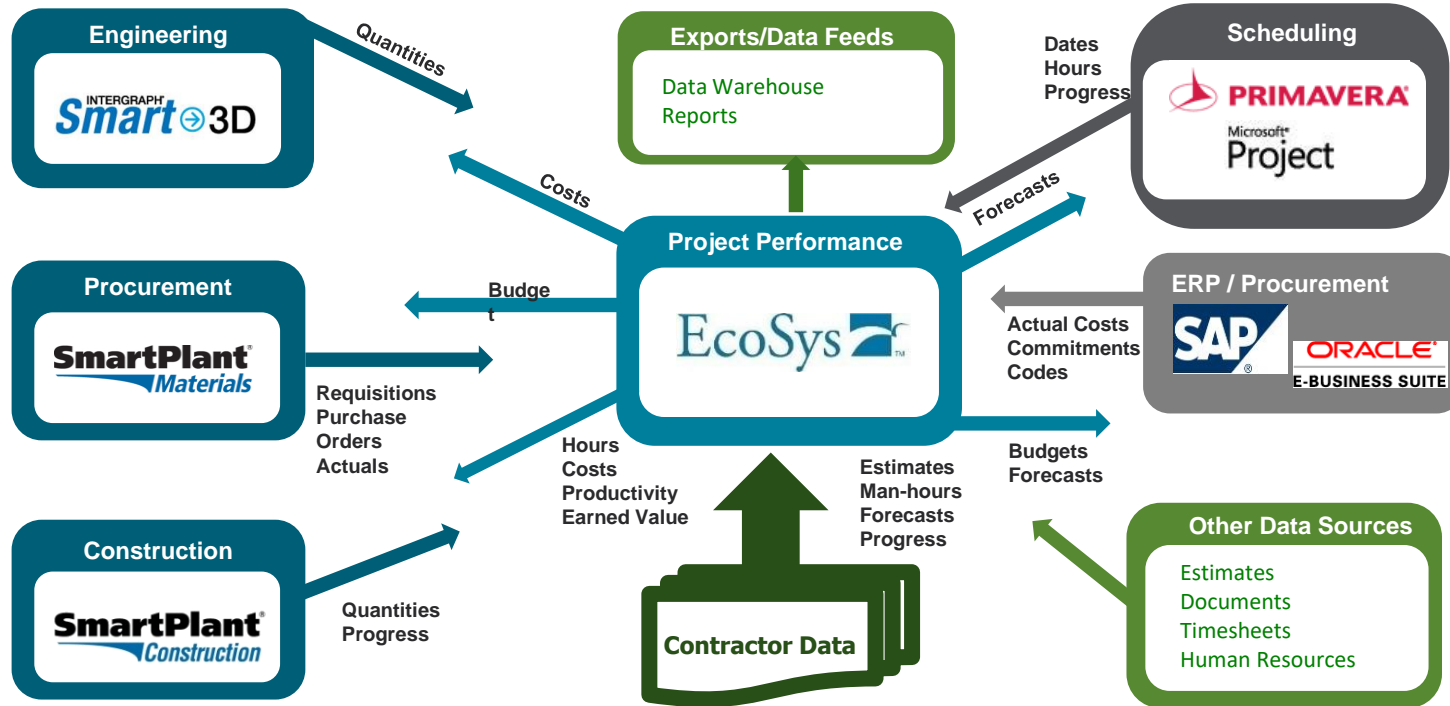 Engineering
INTERGRAPH®
Smart 3D
Quantities
Costs
Exports/Data Feeds
Data Warehouse
Reports
Dates
Hours
Progress
Scheduling
PRIMAVERA®
Microsoft®
Project
Forecasts
Procurement
SmartPlant®
Materials
Budge
t
Requisitions
Purchase
Orders
Actuals
Project Performance
EcoSys
TM
ERP / Procurement
SAP
®
ORACLE®
E-BUSINESS SUITE
Actual Costs
Commitments
Codes
Budgets
Forecasts
Construction
SmartPlant®
Construction
Quantities
Progress
Hours
Costs
Productivity
Earned Value
Estimates
Man-hours
Forecasts
Progress
Contractor Data
Other Data Sources
Estimates
Documents
Timesheets
Human Resources